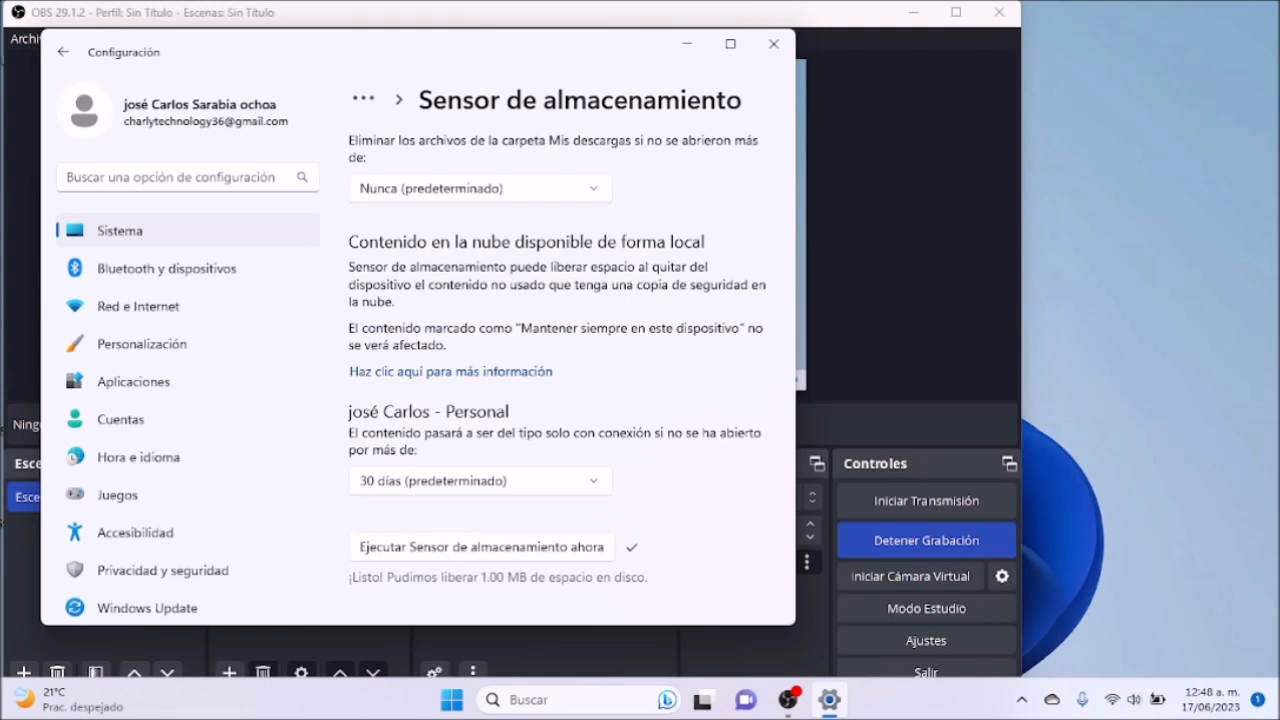 OBS 29.1.2 - Perfil: Sin Título - Escenas: Sin Título
Archi
Configuración
josé Carlos Sarabia ochoa
charlytechnology36@gmail.com
Buscar una opción de configuración
Sistema
Bluetooth y dispositivos
Red e Internet
Personalización
Aplicaciones
Cuentas
Hora e idioma
Juegos
Accesibilidad
Privacidad y seguridad
Windows Update
... > Sensor de almacenamiento
Eliminar los archivos de la carpeta Mis descargas si no se abrieron más
de:
Nunca (predeterminado)
Contenido en la nube disponible de forma local
Sensor de almacenamiento puede liberar espacio al quitar del
dispositivo el contenido no usado que tenga una copia de seguridad en
la nube.
El contenido marcado como "Mantener siempre en este dispositivo" no
se verá afectado.
Haz clic aquí para más información
josé Carlos - Personal
El contenido pasará a ser del tipo solo con conexión si no se ha abierto
por más de:
30 días (predeterminado)
Ejecutar Sensor de almacenamiento ahora
¡Listo! Pudimos liberar 1.00 MB de espacio en disco.
Ning
Esce
Esce
Controles
Iniciar Transmisión
Detener Grabación
Iniciar Cámara Virtual
Modo Estudio
Ajustes
Salir
21°C
Prac. despejado
Buscar
12:48 a. m.
17/06/2023
1